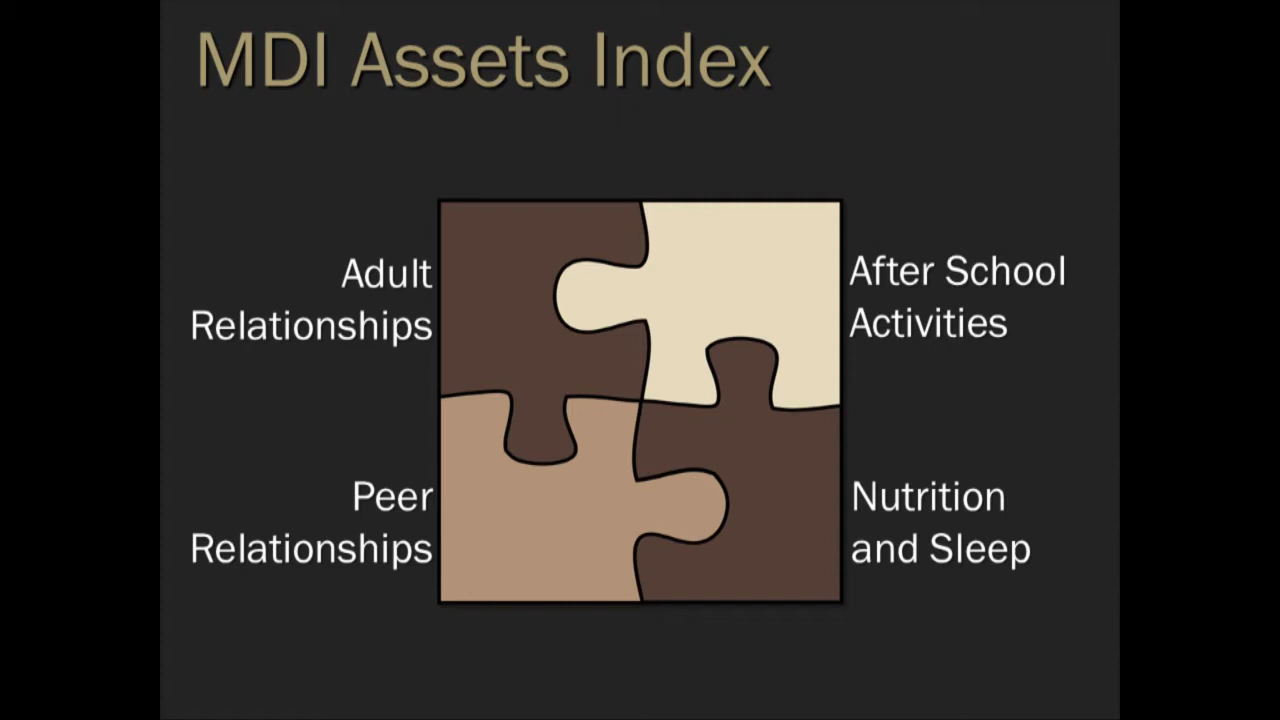 MDI Assets Index
Adult
Relationships
After School
Activities
Peer
Relationships
Nutrition
and Sleep